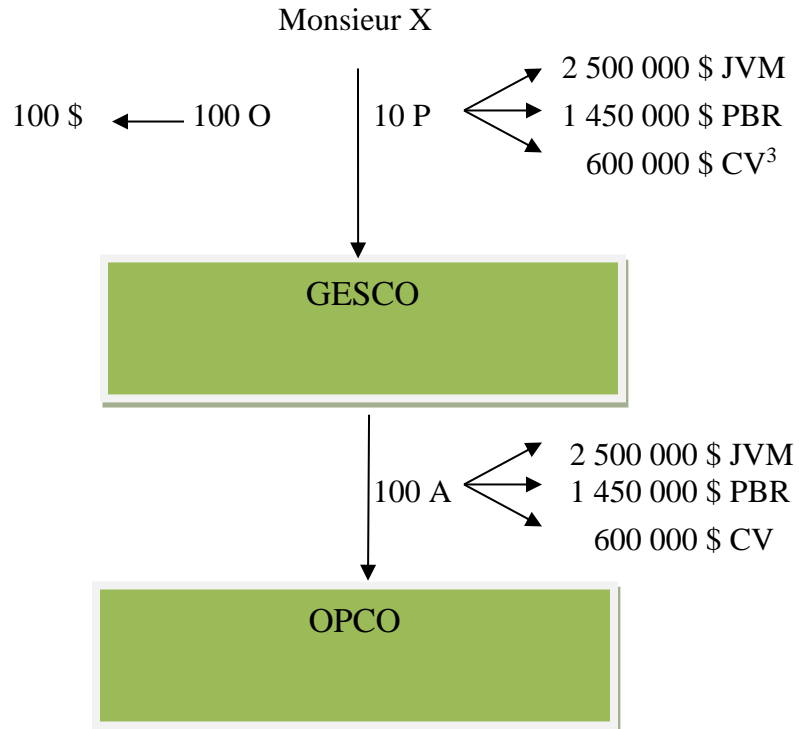 Monsieur X
2 500 000 $ JVM
100 $ 100 O 10 P 1 450 000 $ PBR
600 000 $ CV³
GESCO
2 500 000 $ JVM
100 A 1 450 000 $ PBR
600 000 $ CV
OPCO